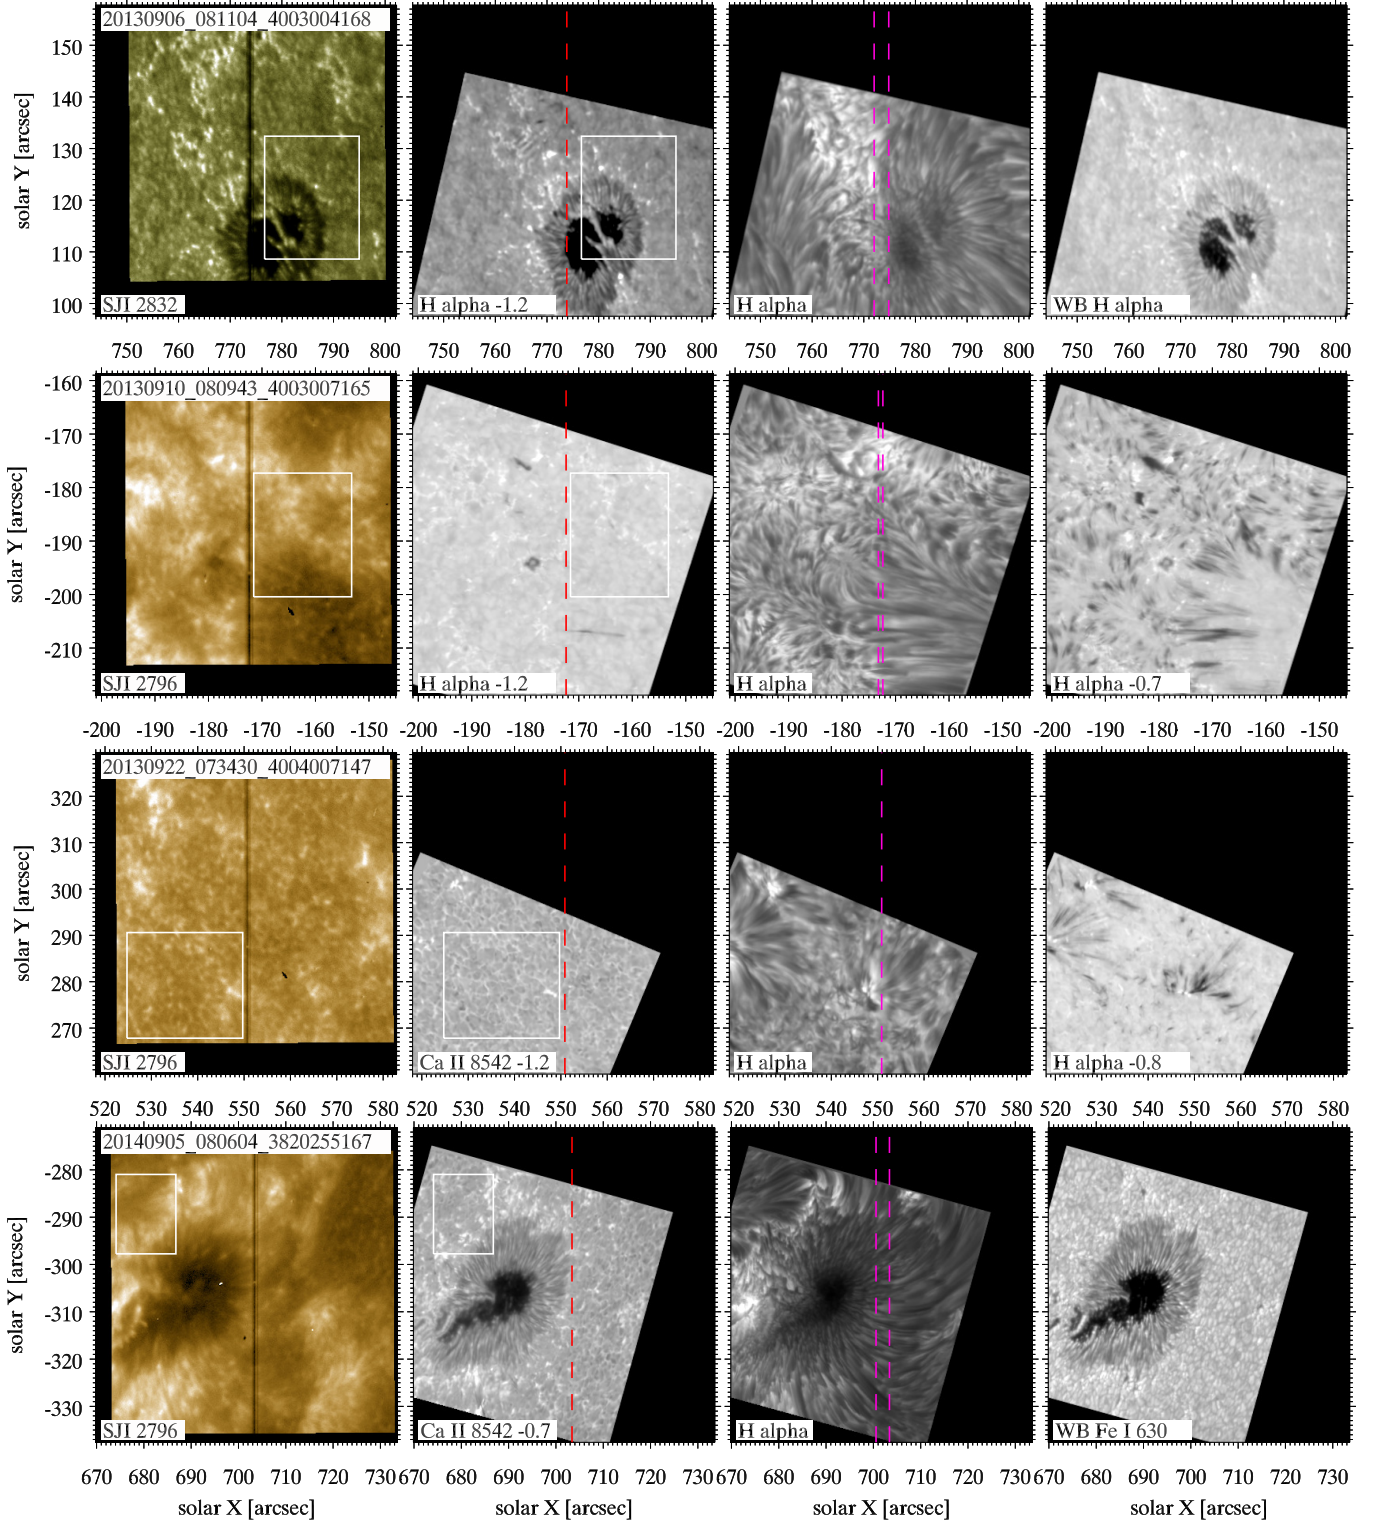 20130906_081104_4003004168
150
140
130
120
110
100
solar Y [arcsec]
SJI 2832
H alpha -1.2
H alpha
WB H alpha
750 760 770 780 790 800 750 760 770 780 790 800 750 760 770 780 790 800 750 760 770 780 790 800
20130910_080943_4003007165
-160
-170
-180
-190
-200
-210
solar Y [arcsec]
SJI 2796
H alpha -1.2
H alpha
H alpha -0.7
-200 -190 -180 -170 -160 -150 -200 -190 -180 -170 -160 -150 -200 -190 -180 -170 -160 -150 -200 -190 -180 -170 -160 -150
20130922_073430_4004007147
320
310
300
290
280
270
solar Y [arcsec]
SJI 2796
Ca II 8542 -1.2
H alpha
H alpha -0.8
520 530 540 550 560 570 580 520 530 540 550 560 570 580 520 530 540 550 560 570 580 520 530 540 550 560 570 580
20140905_080604_3820255167
-280
-290
-300
-310
-320
-330
solar Y [arcsec]
SJI 2796
Ca II 8542 -0.7
H alpha
WB Fe I 630
670 680 690 700 710 720 730 670 680 690 700 710 720 730 670 680 690 700 710 720 730 670 680 690 700 710 720 730
solar X [arcsec] solar X [arcsec] solar X [arcsec] solar X [arcsec]